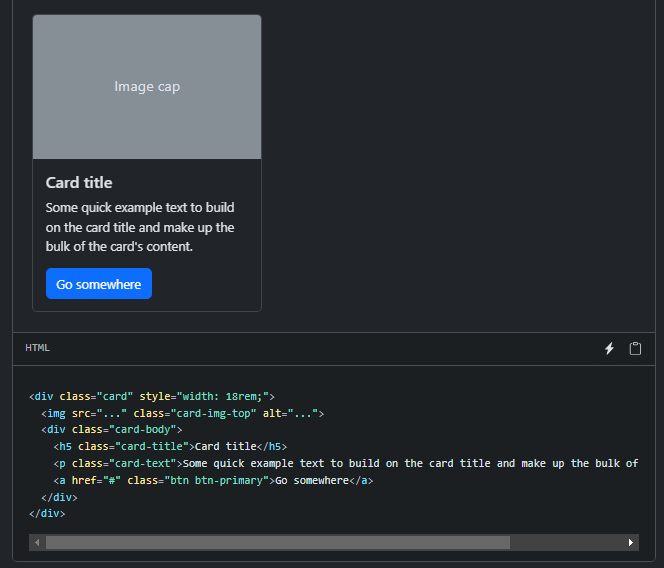 Image cap
Card title
Some quick example text to build
on the card title and make up the
bulk of the card's content.
Go somewhere
HTML
<div class="card" style="width: 18rem;">
  <img src="..." class="card-img-top" alt="...">
  <div class="card-body">
    <h5 class="card-title">Card title</h5>
    <p class="card-text">Some quick example text to build on the card title and make up the bulk of
    <a href="#" class="btn btn-primary">Go somewhere</a>
  </div>
</div>